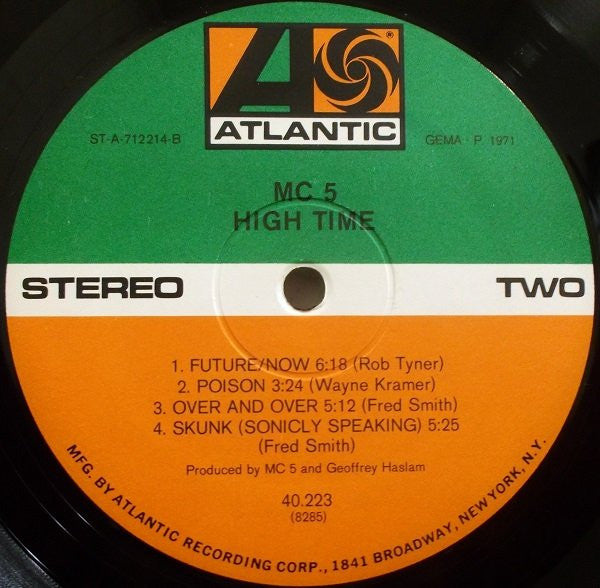 ®
ATLANTIC
ST-A-712214-B
GEMA · P 1971
MC 5
HIGH TIME
STEREO
TWO
1. FUTURE/NOW 6:18 (Rob Tyner)
2. POISON 3:24 (Wayne Kramer)
3. OVER AND OVER 5:12 (Fred Smith)
4. SKUNK (SONICLY SPEAKING) 5:25
(Fred Smith)
Produced by MC 5 and Geoffrey Haslam
40.223
(8285)
MFG. BY ATLANTIC RECORDING CORP., 1841 BROADWAY, NEW YORK, N.Y.